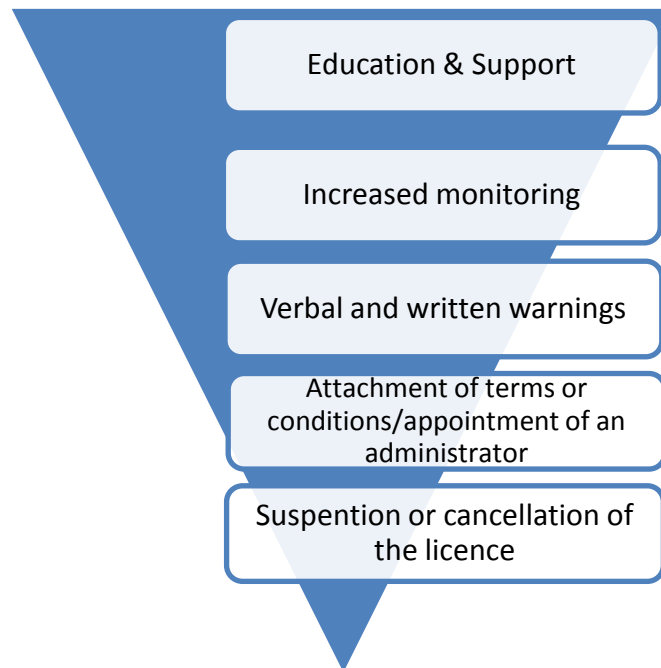 Education & Support
Increased monitoring
Verbal and written warnings
Attachment of terms or
conditions/appointment of an
administrator
Suspention or cancellation of
the licence